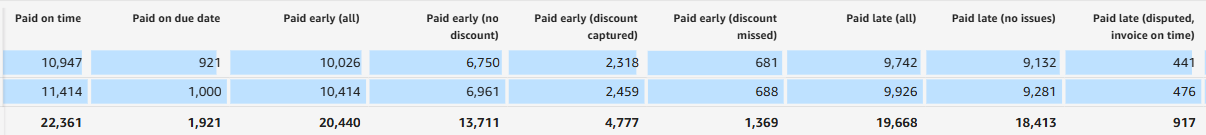 Paid on time Paid on due date Paid early (all) Paid early (no discount) Paid early (discount captured) Paid early (discount missed) Paid late (all) Paid late (no issues) Paid late (disputed, invoice on time)
10,947 921 10,026 6,750 2,318 681 9,742 9,132 441
11,414 1,000 10,414 6,961 2,459 688 9,926 9,281 476
22,361 1,921 20,440 13,711 4,777 1,369 19,668 18,413 917